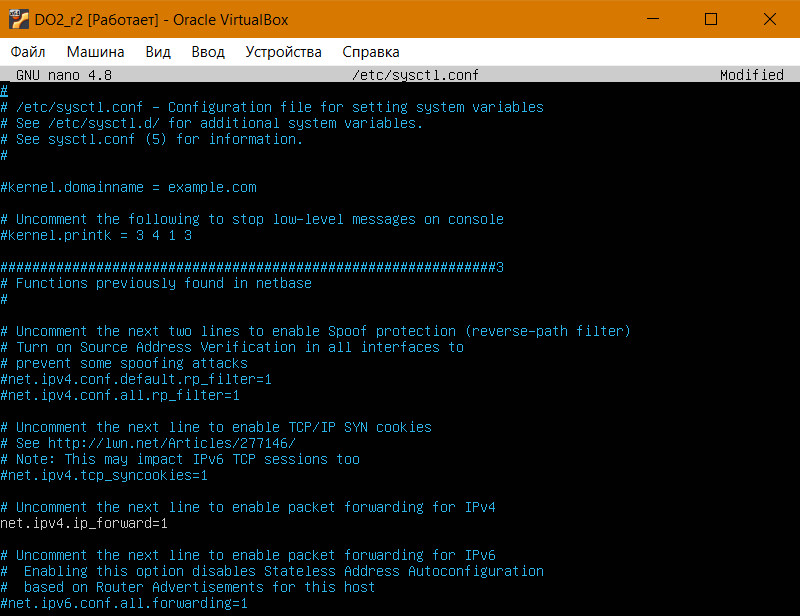 DO2_r2 [Работает] - Oracle VirtualBox
Файл Машина Вид Ввод Устройства Справка
GNU nano 4.8 /etc/sysctl.conf Modified
#
# /etc/sysctl.conf - Configuration file for setting system variables
# See /etc/sysctl.d/ for additional system variables.
# See sysctl.conf (5) for information.
#
#kernel.domainname = example.com
# Uncomment the following to stop low-level messages on console
#kernel.printk = 3 4 1 3
##############################################################3
# Functions previously found in netbase
#
# Uncomment the next two lines to enable Spoof protection (reverse-path filter)
# Turn on Source Address Verification in all interfaces to
# prevent some spoofing attacks
#net.ipv4.conf.default.rp_filter=1
#net.ipv4.conf.all.rp_filter=1
# Uncomment the next line to enable TCP/IP SYN cookies
# See http://lwn.net/Articles/277146/
# Note: This may impact IPv6 TCP sessions too
#net.ipv4.tcp_syncookies=1
# Uncomment the next line to enable packet forwarding for IPv4
net.ipv4.ip_forward=1
# Uncomment the next line to enable packet forwarding for IPv6
#  Enabling this option disables Stateless Address Autoconfiguration
#  based on Router Advertisements for this host
#net.ipv6.conf.all.forwarding=1